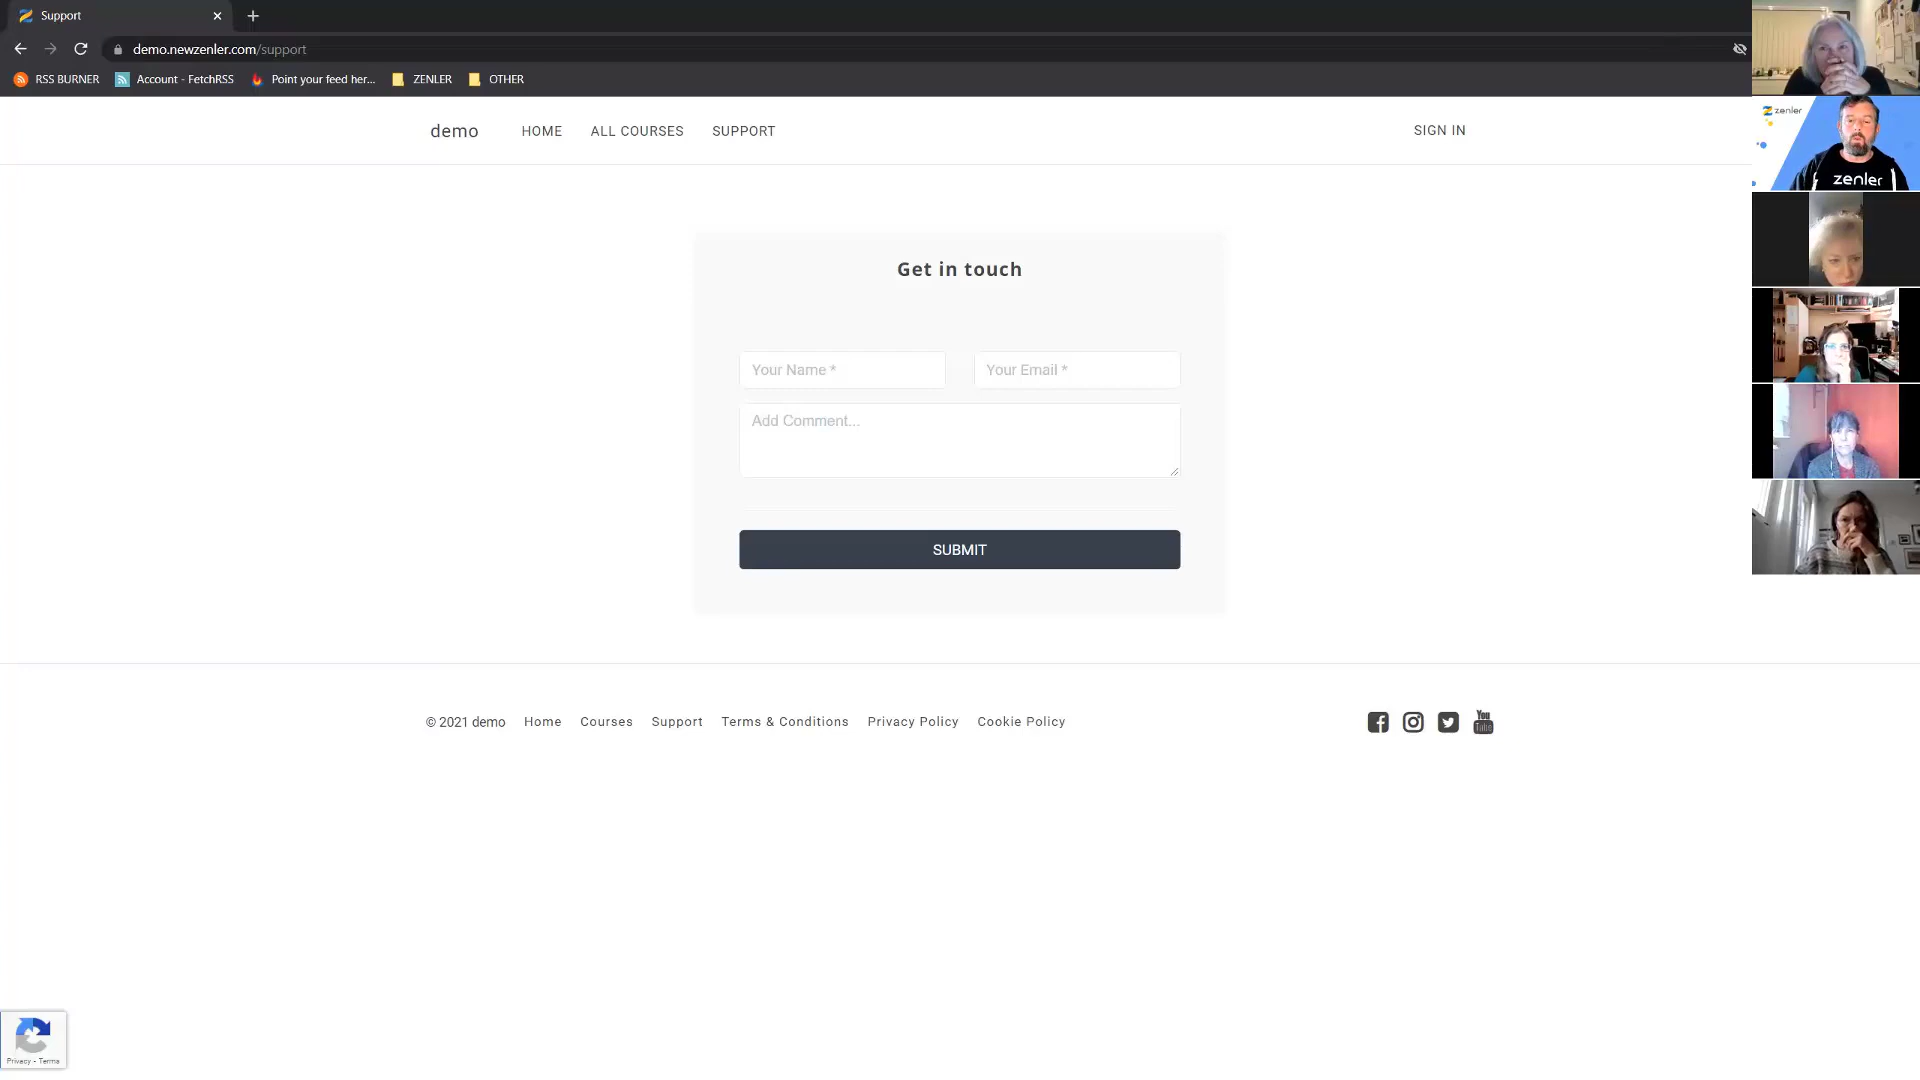 Support
demo.newzenler.com/support
RSS BURNER Account - FetchRSS Point your feed her... ZENLER OTHER
zenler
zenler
demo HOME ALL COURSES SUPPORT SIGN IN
Get in touch
Your Name * Your Email *
Add Comment...
SUBMIT
© 2021 demo Home Courses Support Terms & Conditions Privacy Policy Cookie Policy
You Tube
Privacy - Terms